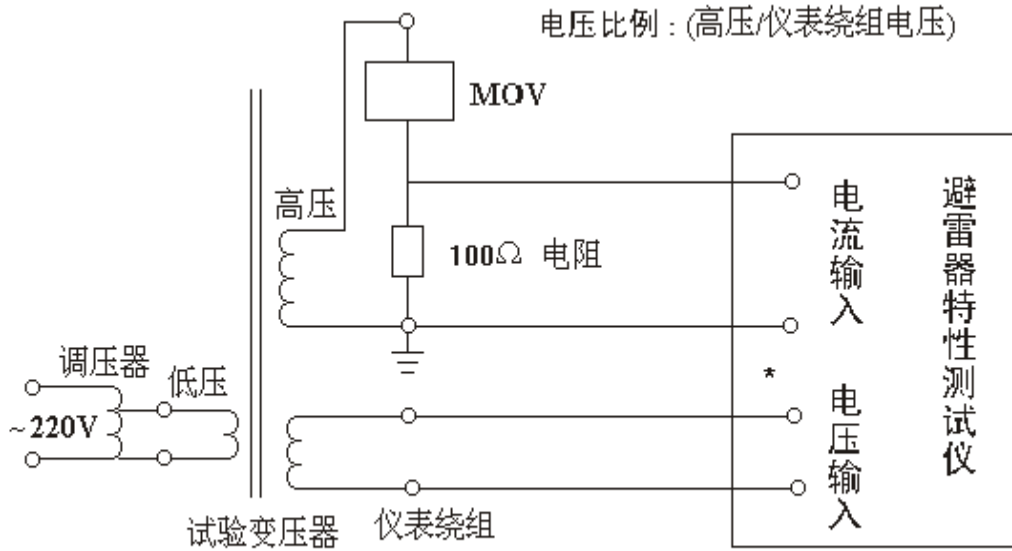 电压比例：(高压/仪表绕组电压)
MOV
高压
100Ω 电阻
电流输入
避雷器特性测试仪
调压器
低压
~220V
*
电压输入
试验变压器
仪表绕组